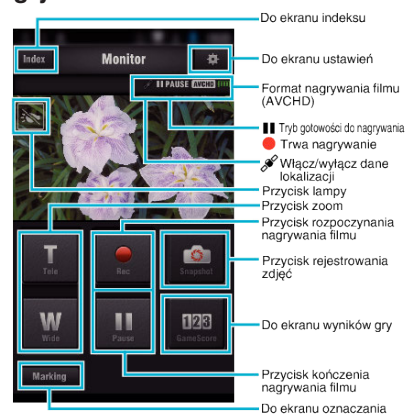 Do ekranu indeksu
Index
Monitor
Do ekranu ustawień
II PAUSE AVCHD
Format nagrywania filmu
(AVCHD)
Tryb gotowości do nagrywania
Trwa nagrywanie
Włącz/wyłącz dane
lokalizacji
Przycisk lampy
Przycisk zoom
Przycisk rozpoczynania
nagrywania filmu
T
Tele
Rec
Snapshot
Przycisk rejestrowania
zdjęć
W
Wide
Pause
123
GameScore
Do ekranu wyników gry
Marking
Przycisk kończenia
nagrywania filmu
Do ekranu oznaczania